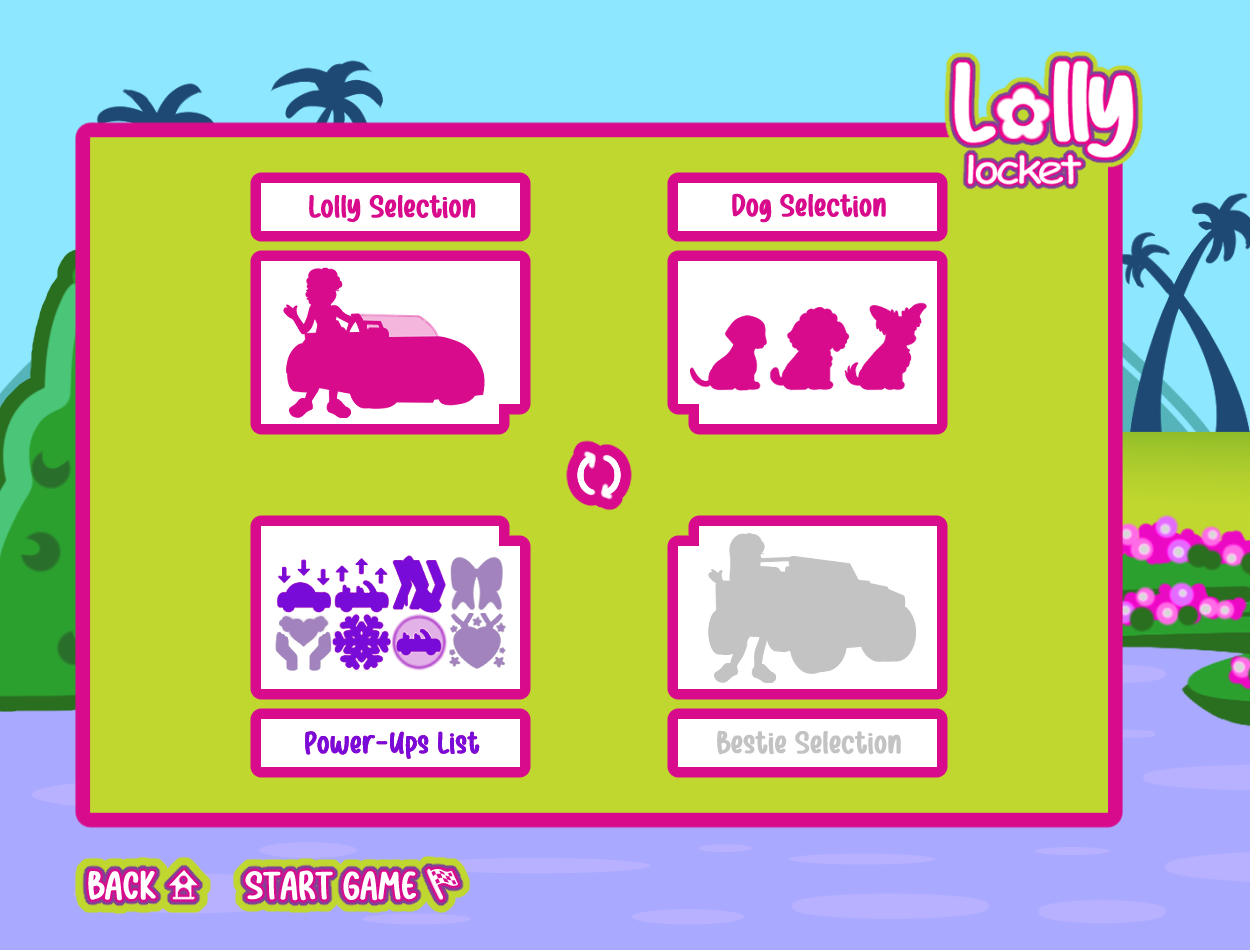 Lolly
locket
Lolly Selection
Dog Selection
Power-Ups List
Bestie Selection
BACK
START GAME